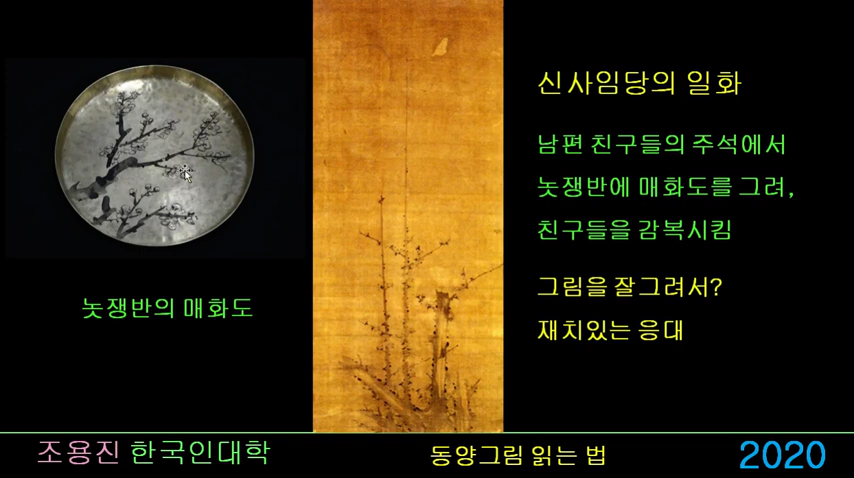 신사임당의 일화
남편 친구들의 주석에서
놋쟁반에 매화도를 그려,
친구들을 감복시킴
그림을 잘그려서?
재치있는 응대
놋쟁반의 매화도
조용진 한국인대학
동양그림 읽는 법
2020